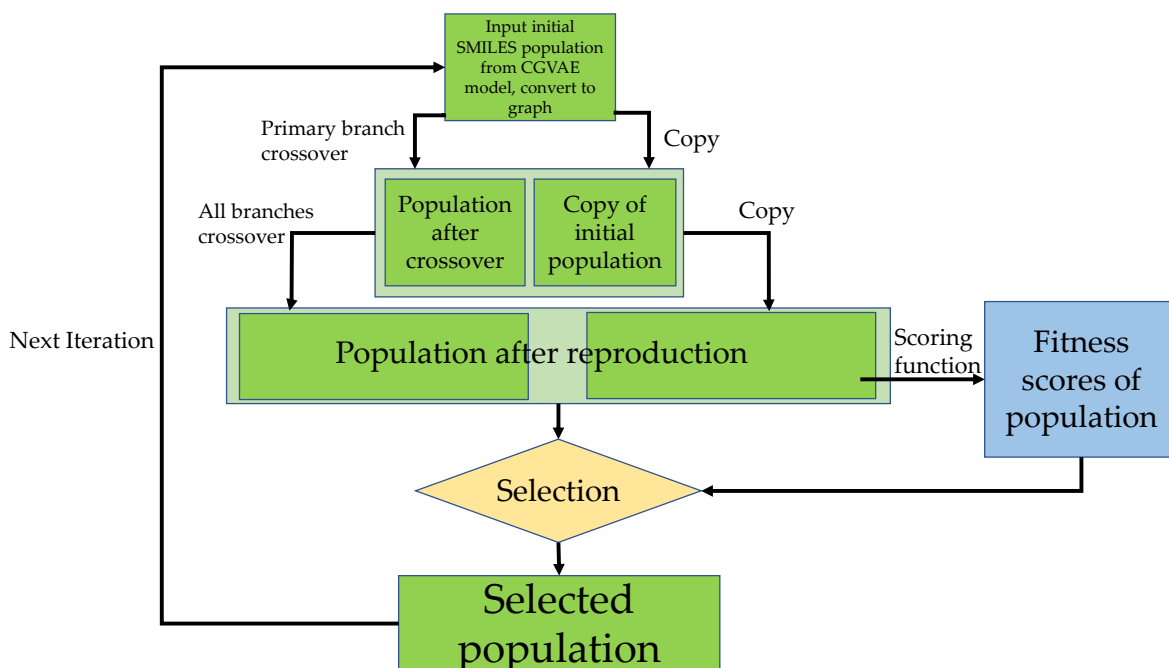 Input initial
SMILES population
from CGVAE
model, convert to
graph
Primary branch
crossover
Copy
All branches
crossover
Population
after
crossover
Copy of
initial
population
Copy
Next Iteration
Population after reproduction
Scoring
function
Fitness
scores of
population
Selection
Selected
population